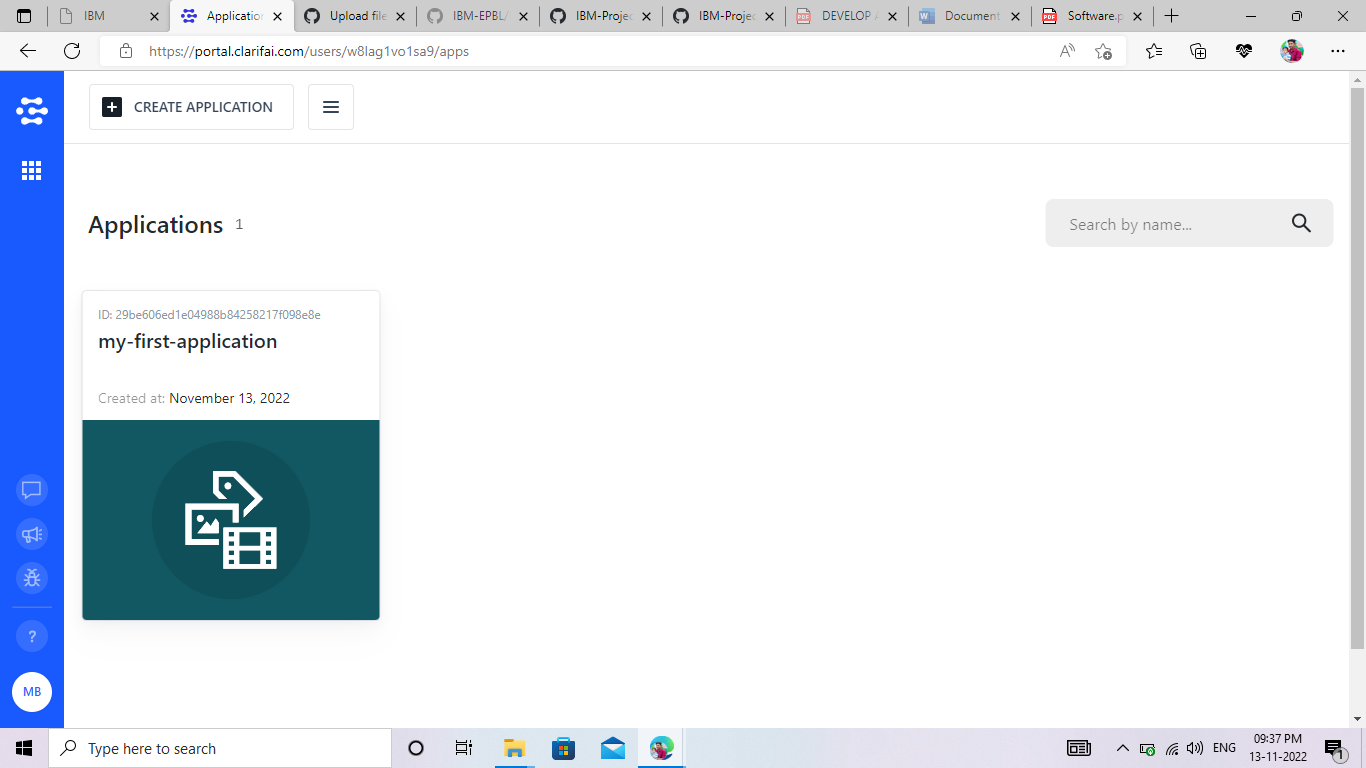 IBM
Application
Upload file
IBM-EPBL/
IBM-Projec
IBM-Projec
DEVELOP A
Document
Software.p
https://portal.clarifai.com/users/w8lag1vo1sa9/apps
CREATE APPLICATION
Applications 1
Search by name...
ID: 29be606ed1e04988b84258217f098e8e
my-first-application
Created at: November 13, 2022
?
MB
Type here to search
ENG
09:37 PM
13-11-2022
1